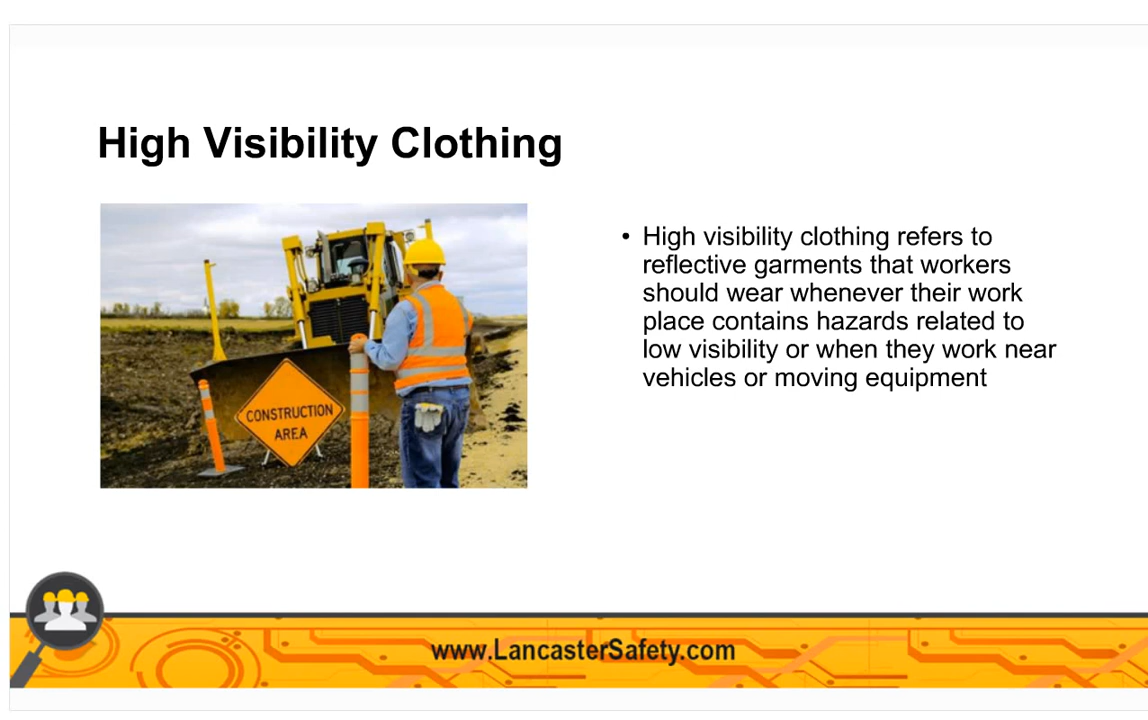 High Visibility Clothing
CONSTRUCTION
AREA
• High visibility clothing refers to
reflective garments that workers
should wear whenever their work
place contains hazards related to
low visibility or when they work near
vehicles or moving equipment
www.LancasterSafety.com